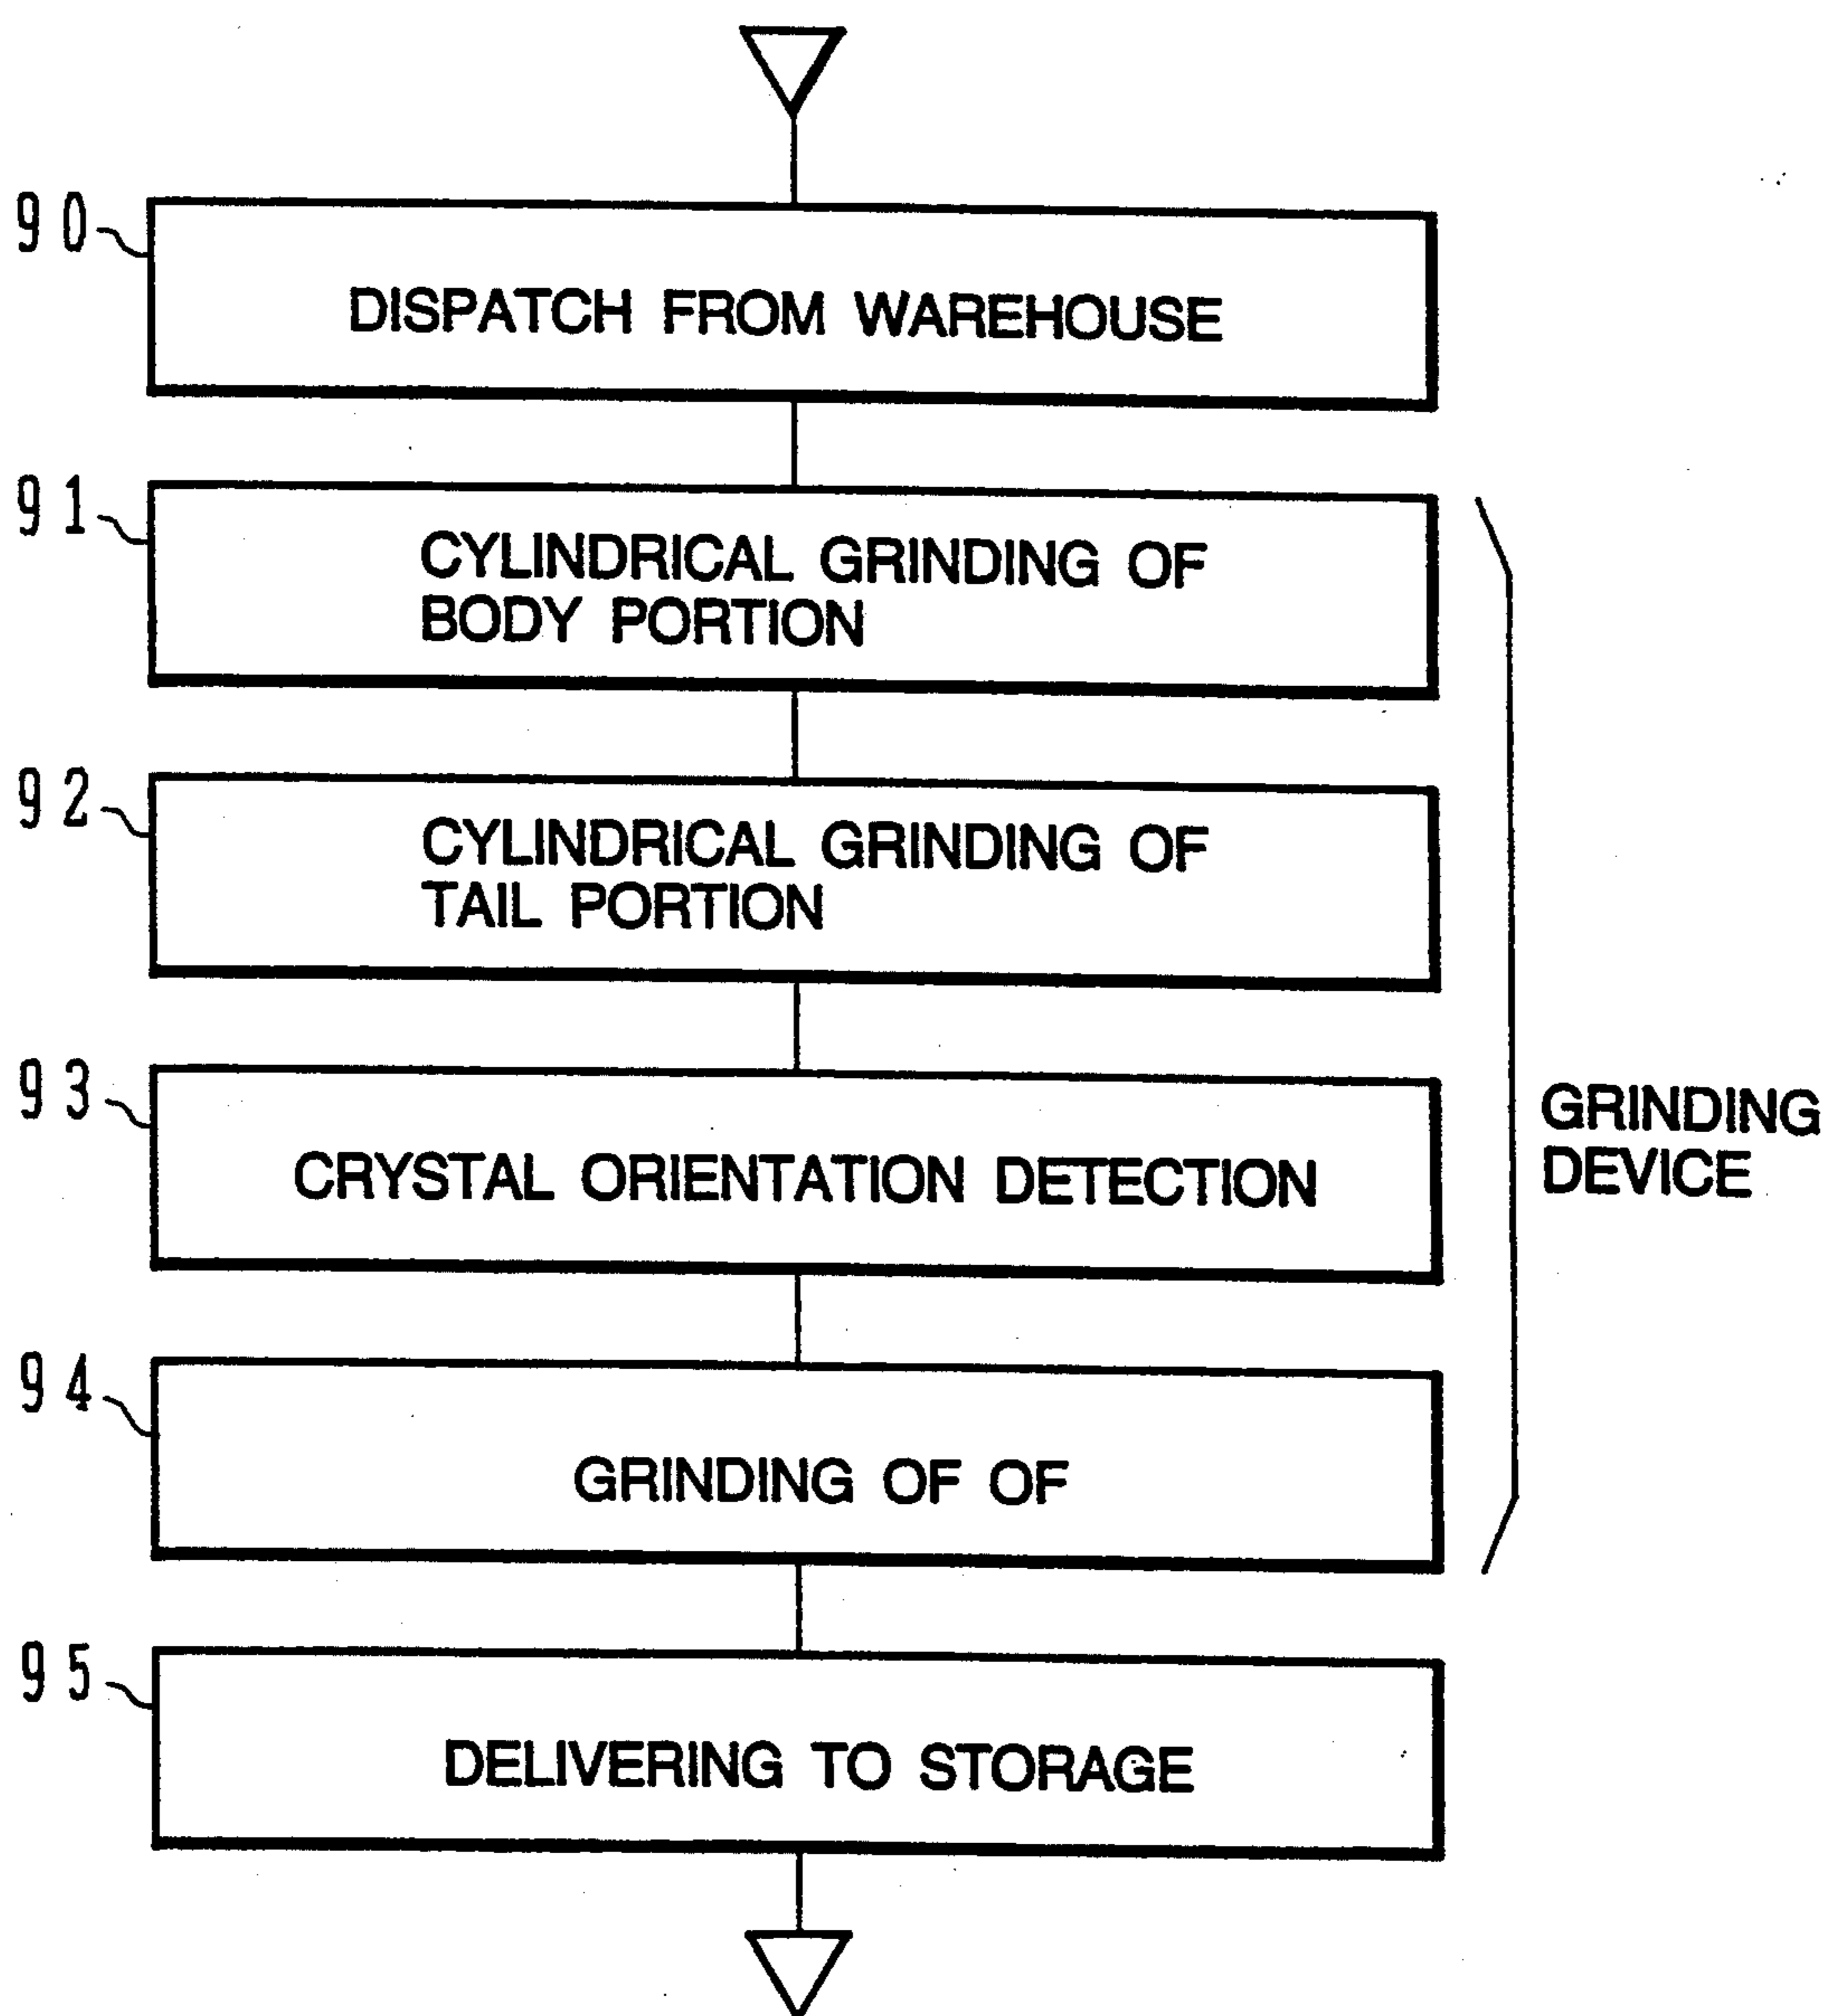 90
DISPATCH FROM WAREHOUSE
91
CYLINDRICAL GRINDING OF
BODY PORTION
92
CYLINDRICAL GRINDING OF
TAIL PORTION
93
CRYSTAL ORIENTATION DETECTION
GRINDING
DEVICE
94
GRINDING OF OF
95
DELIVERING TO STORAGE